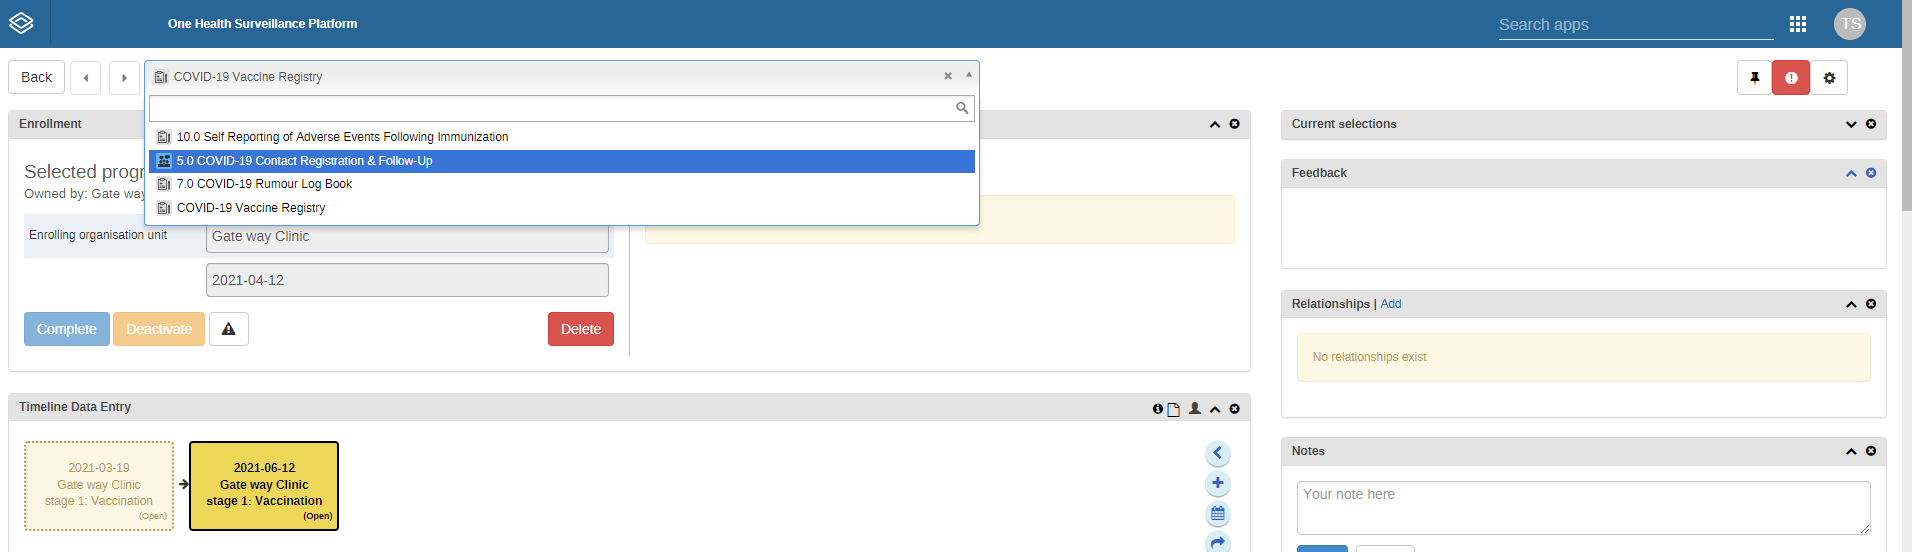 One Health Surveillance Platform
Search apps
TS
Back
COVID-19 Vaccine Registry
10.0 Self Reporting of Adverse Events Following Immunization
5.0 COVID-19 Contact Registration & Follow-Up
7.0 COVID-19 Rumour Log Book
COVID-19 Vaccine Registry
Enrollment
Selected progr
Owned by: Gate way
Enrolling organisation unit
Gate way Clinic
2021-04-12
Complete
Deactivate
Delete
Timeline Data Entry
2021-03-19
Gate way Clinic
stage 1: Vaccination
(Open)
2021-06-12
Gate way Clinic
stage 1: Vaccination
(Open)
Current selections
Feedback
Relationships | Add
No relationships exist
Notes
Your note here